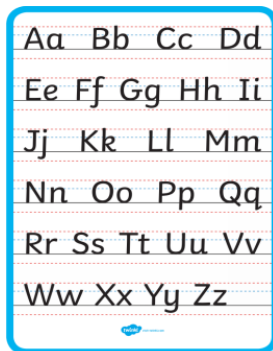 Aa Bb Cc Dd
Ee Ff Gg Hh Ii
Jj Kk Ll Mm
Nn Oo Pp Qq
Rr Ss Tt Uu Vv
Ww Xx Yy Zz
twinkl